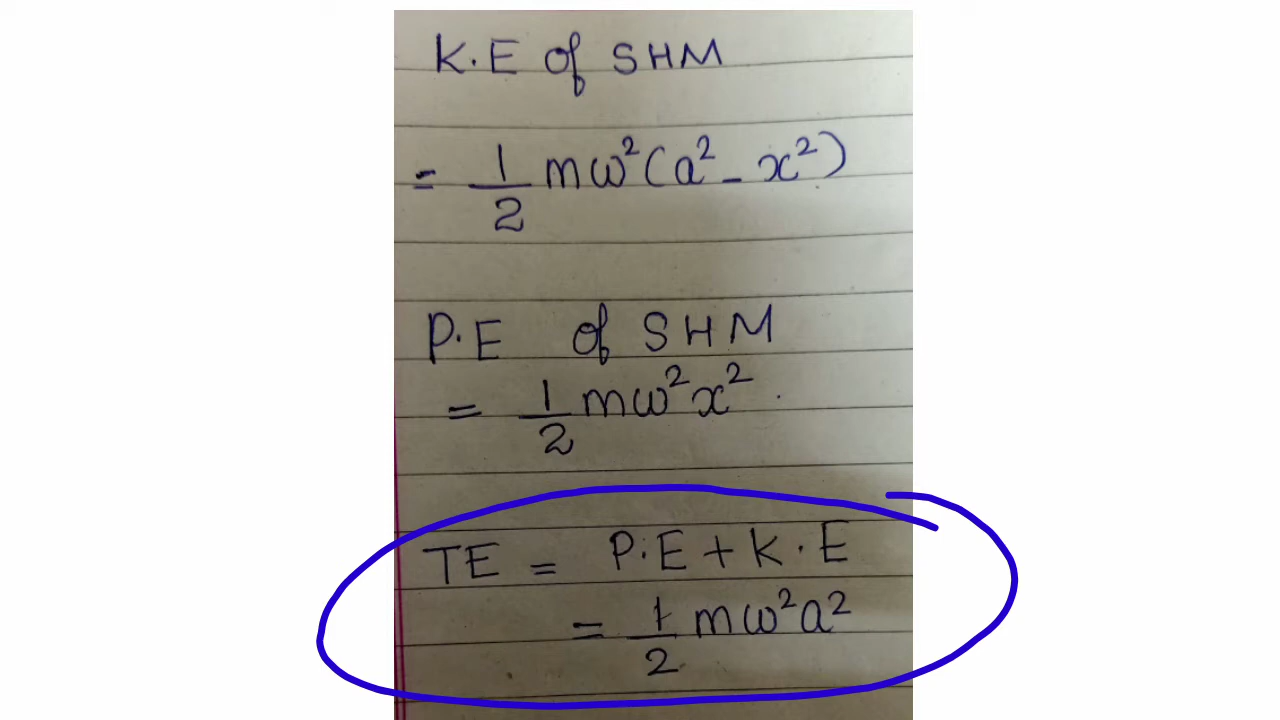 K.E of SHM
= 1/2 mω²(a² - x²)
P.E of SHM
= 1/2 mω²x².
TE = P.E + K.E
= 1/2 mω²a²